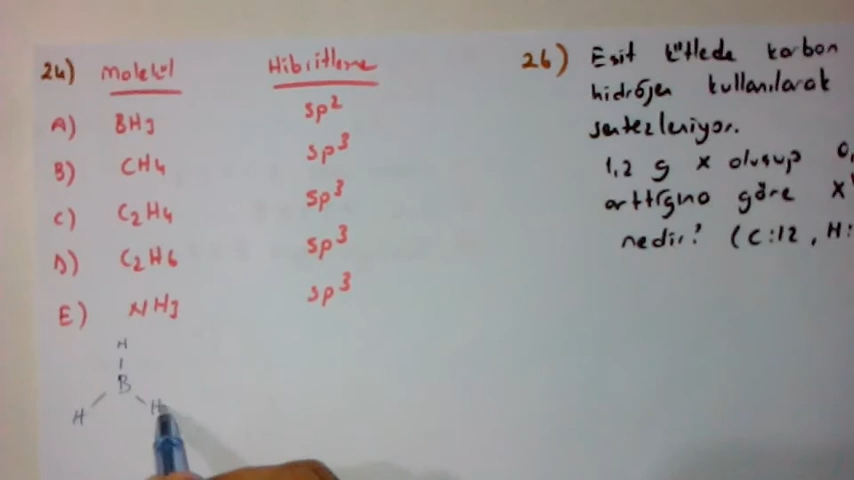 24) Molekül Hibritleşme
A) BH3 sp2
B) CH4 sp3
C) C2H4 sp3
D) C2H6 sp3
E) NH3 sp3
H
B
H H
26) Eşit kütlede karbon
hidrojen kullanılarak
sentezleniyor.
1,2 g X oluşup 0,
arttığına göre X'
nedir? (C:12, H: